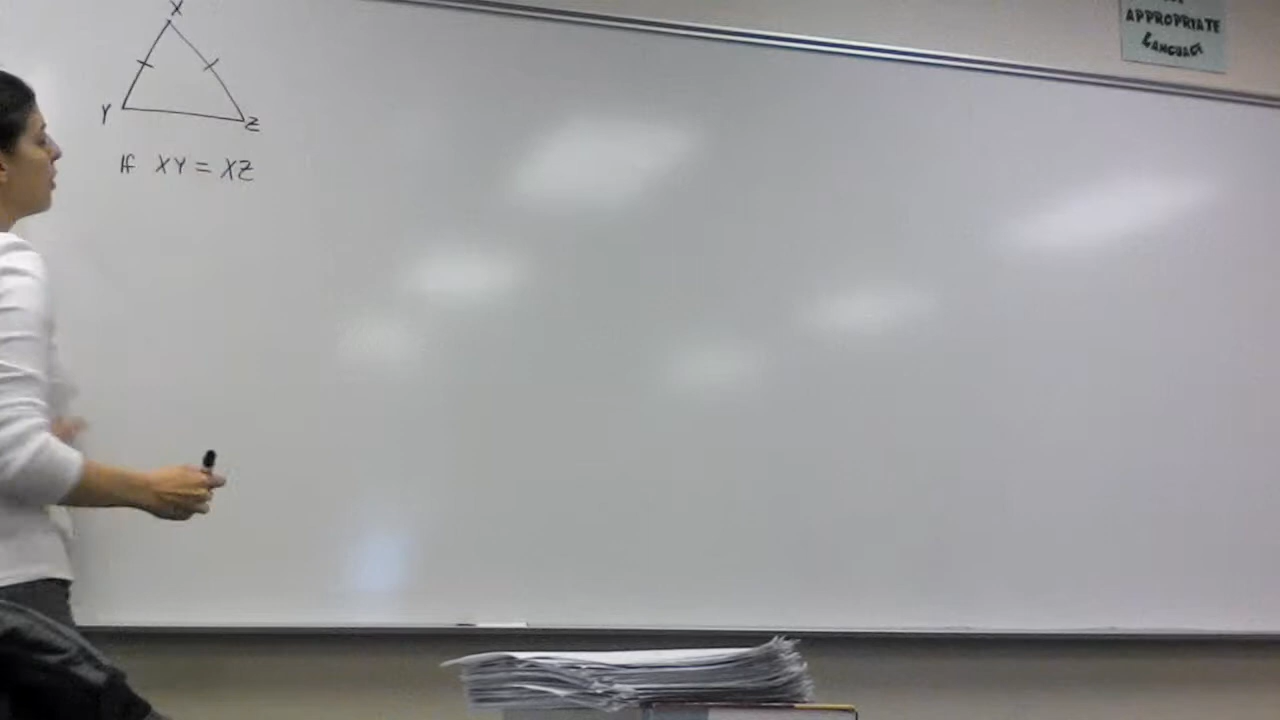 X
Y
Z
If XY = XZ
APPROPRIATE
LANGUAGE